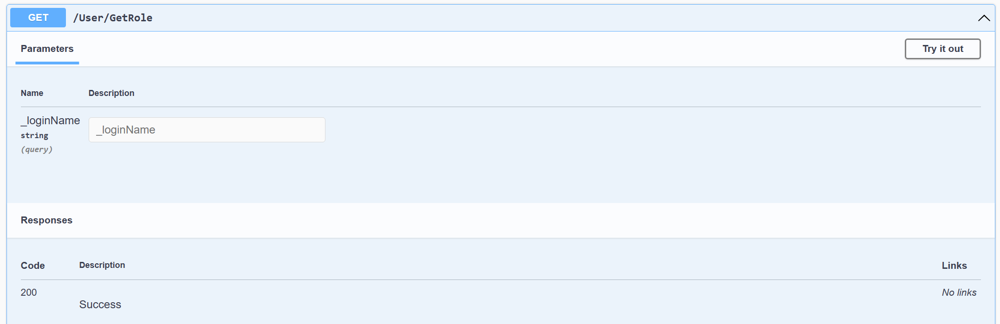 GET /User/GetRole
Parameters
Try it out
Name Description
_loginName
string
(query)
_loginName
Responses
Code Description Links
200
Success
No links